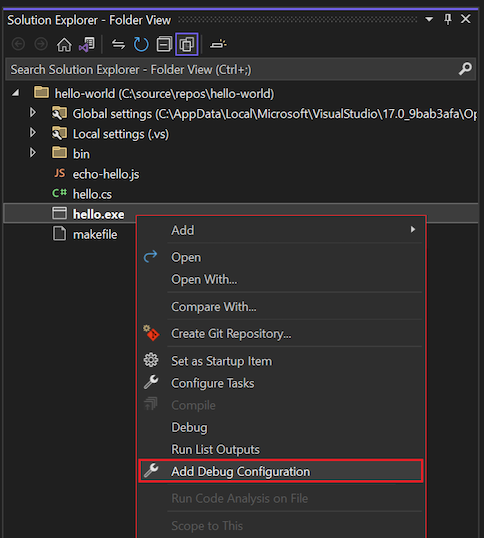 Solution Explorer - Folder View
Search Solution Explorer - Folder View (Ctrl+;)
hello-world (C:\source\repos\hello-world)
Global settings (C:\AppData\Local\Microsoft\VisualStudio\17.0_9bab3afa\Op
Local settings (.vs)
bin
JS echo-hello.js
C# hello.cs
hello.exe
makefile
Add
Open
Open With...
Compare With...
Create Git Repository...
Set as Startup Item
Configure Tasks
Compile
Debug
Run List Outputs
Add Debug Configuration
Run Code Analysis on File
Scope to This